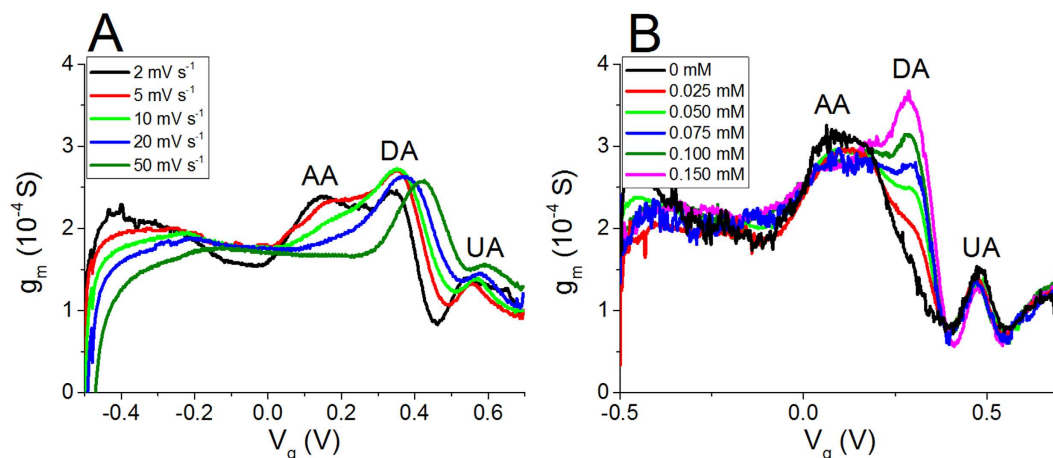 A
2 mV s⁻¹
5 mV s⁻¹
10 mV s⁻¹
20 mV s⁻¹
50 mV s⁻¹
AA
DA
UA
gₘ (10⁻⁴ S)
4
3
2
1
0
-0.4
-0.2
0.0
0.2
0.4
0.6
V_g (V)
B
0 mM
0.025 mM
0.050 mM
0.075 mM
0.100 mM
0.150 mM
AA
DA
UA
gₘ (10⁻⁴ S)
4
3
2
1
0
-0.5
0.0
0.5
V_g (V)